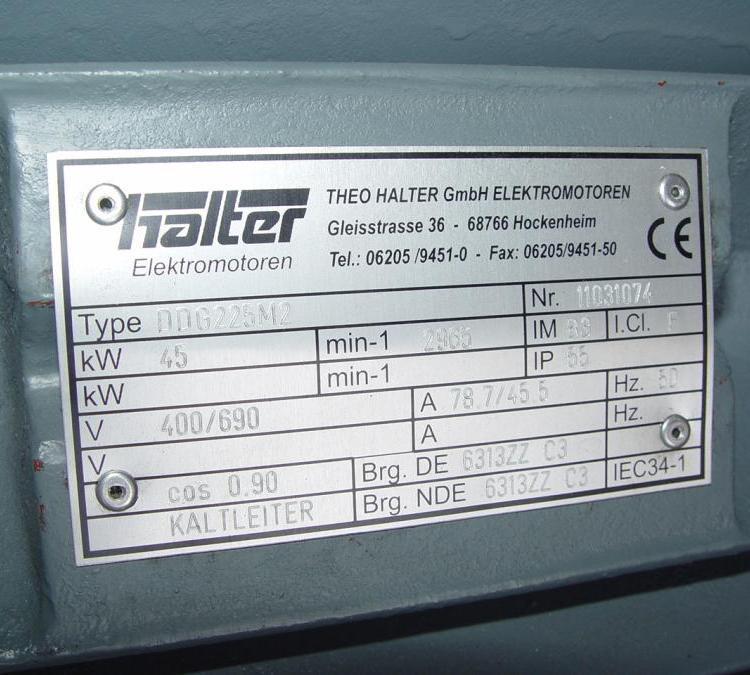 halter
Elektromotoren
THEO HALTER GmbH ELEKTROMOTOREN
Gleisstrasse 36 - 68766 Hockenheim
Tel.: 06205 /9451-0 - Fax: 06205/9451-50
CE
Type DDG225M2 Nr. 11031074
kW 45 min-1 2965 IM B3 I.Cl. F
kW min-1 IP 55
V 400/690 A 78.7/45.5 Hz. 50
V A Hz.
cos 0.90 Brg. DE 6313ZZ C3 IEC34-1
KALTLEITER Brg. NDE 6313ZZ C3